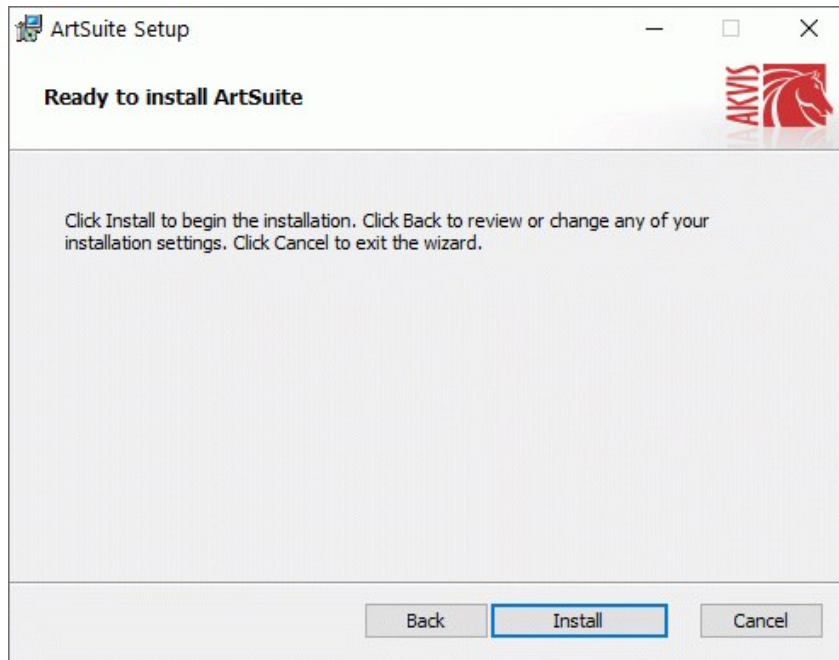 ArtSuite Setup
Ready to install ArtSuite
AKVIS
Click Install to begin the installation. Click Back to review or change any of your
installation settings. Click Cancel to exit the wizard.
Back
Install
Cancel